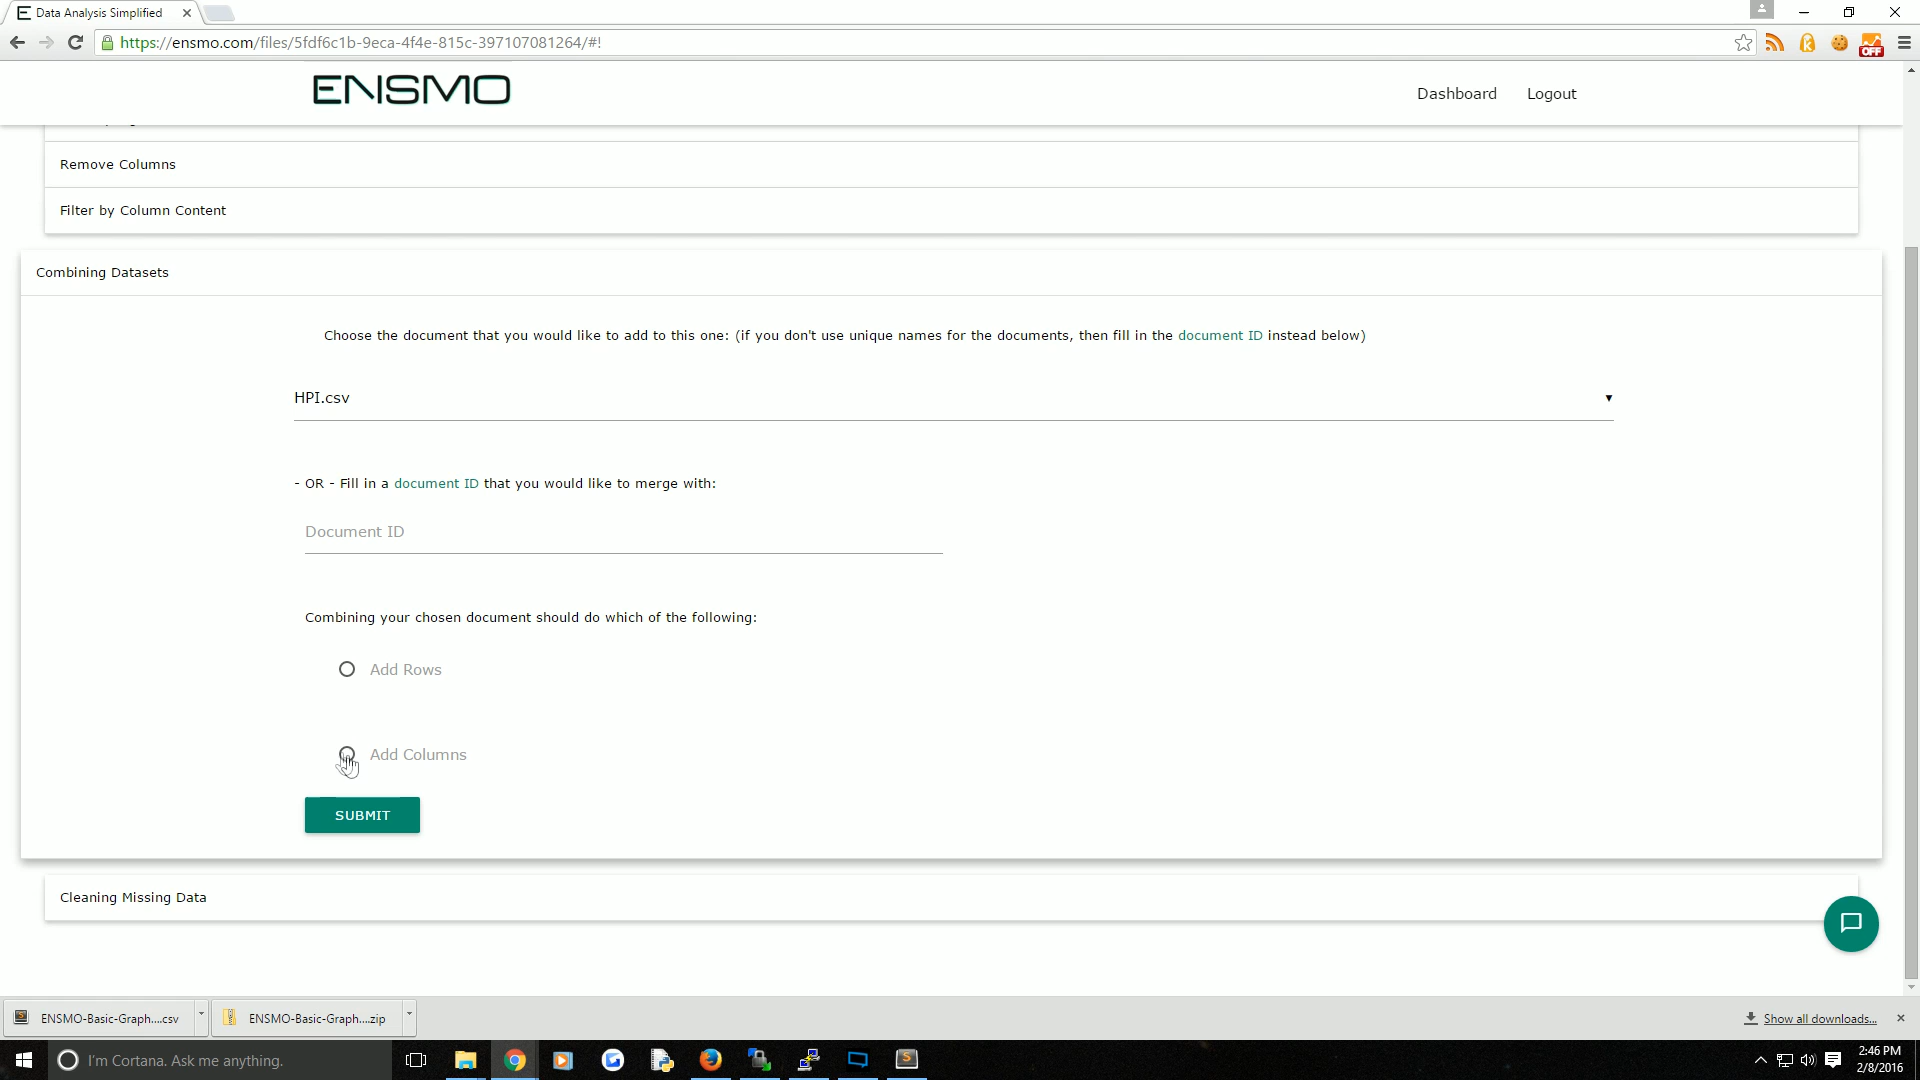 Data Analysis Simplified
https://ensmo.com/files/5fdf6c1b-9eca-4f4e-815c-397107081264/#!
OFF
ENSMO
Dashboard
Logout
Remove Columns
Filter by Column Content
Combining Datasets
Choose the document that you would like to add to this one: (if you don't use unique names for the documents, then fill in the document ID instead below)
HPI.csv
- OR - Fill in a document ID that you would like to merge with:
Document ID
Combining your chosen document should do which of the following:
Add Rows
Add Columns
SUBMIT
Cleaning Missing Data
ENSMO-Basic-Graph....csv
ENSMO-Basic-Graph....zip
Show all downloads...
I'm Cortana. Ask me anything.
2:46 PM
2/8/2016